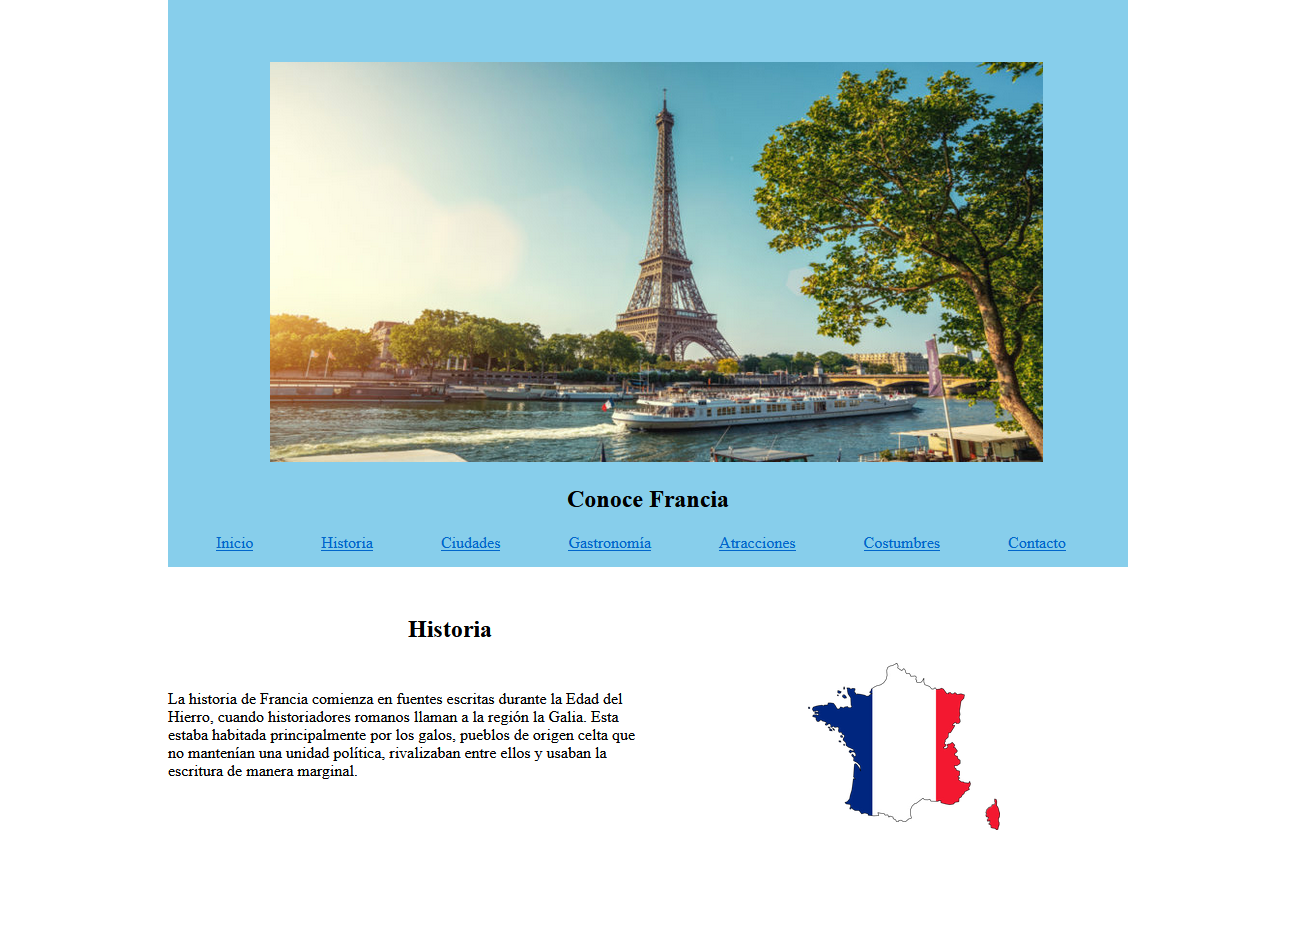 Conoce Francia
Inicio Historia Ciudades Gastronomía Atracciones Costumbres Contacto
Historia
La historia de Francia comienza en fuentes escritas durante la Edad del
Hierro, cuando historiadores romanos llaman a la región la Galia. Esta
estaba habitada principalmente por los galos, pueblos de origen celta que
no mantenían una unidad política, rivalizaban entre ellos y usaban la
escritura de manera marginal.